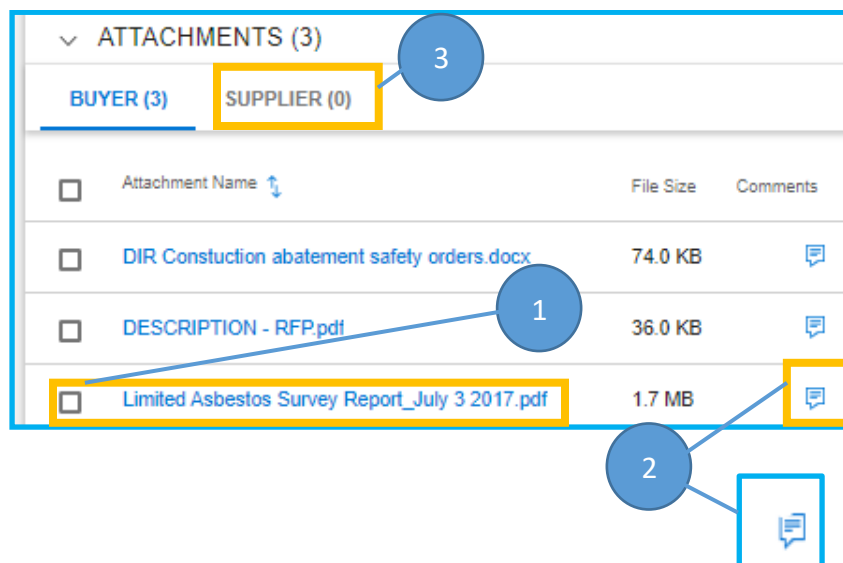 ATTACHMENTS (3)
3
BUYER (3) SUPPLIER (0)
Attachment Name File Size Comments
DIR Constuction abatement safety orders.docx 74.0 KB
1
DESCRIPTION - RFP.pdf 36.0 KB
Limited Asbestos Survey Report_July 3 2017.pdf 1.7 MB
2